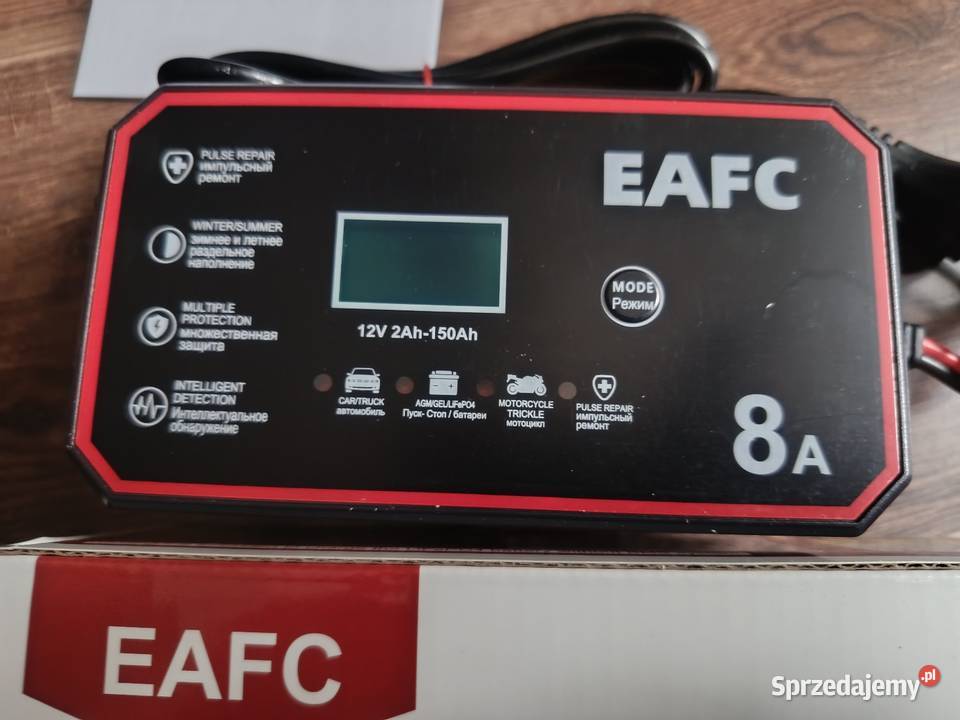 PULSE REPAIR
импульсный
ремонт
WINTER/SUMMER
зимнее и летнее
раздельное
наполнение
MULTIPLE
PROTECTION
множественная
защита
INTELLIGENT
DETECTION
Интеллектуальное
обнаружение
12V 2Ah-150Ah
EAFC
MODE
Режим
CAR/TRUCK
автомобиль
AGM/GEL/LiFePO4
Пуск- Стоп / батареи
MOTORCYCLE
TRICKLE
мотоцикл
PULSE REPAIR
импульсный
ремонт
8A
EAFC
Sprzedajemy.pl